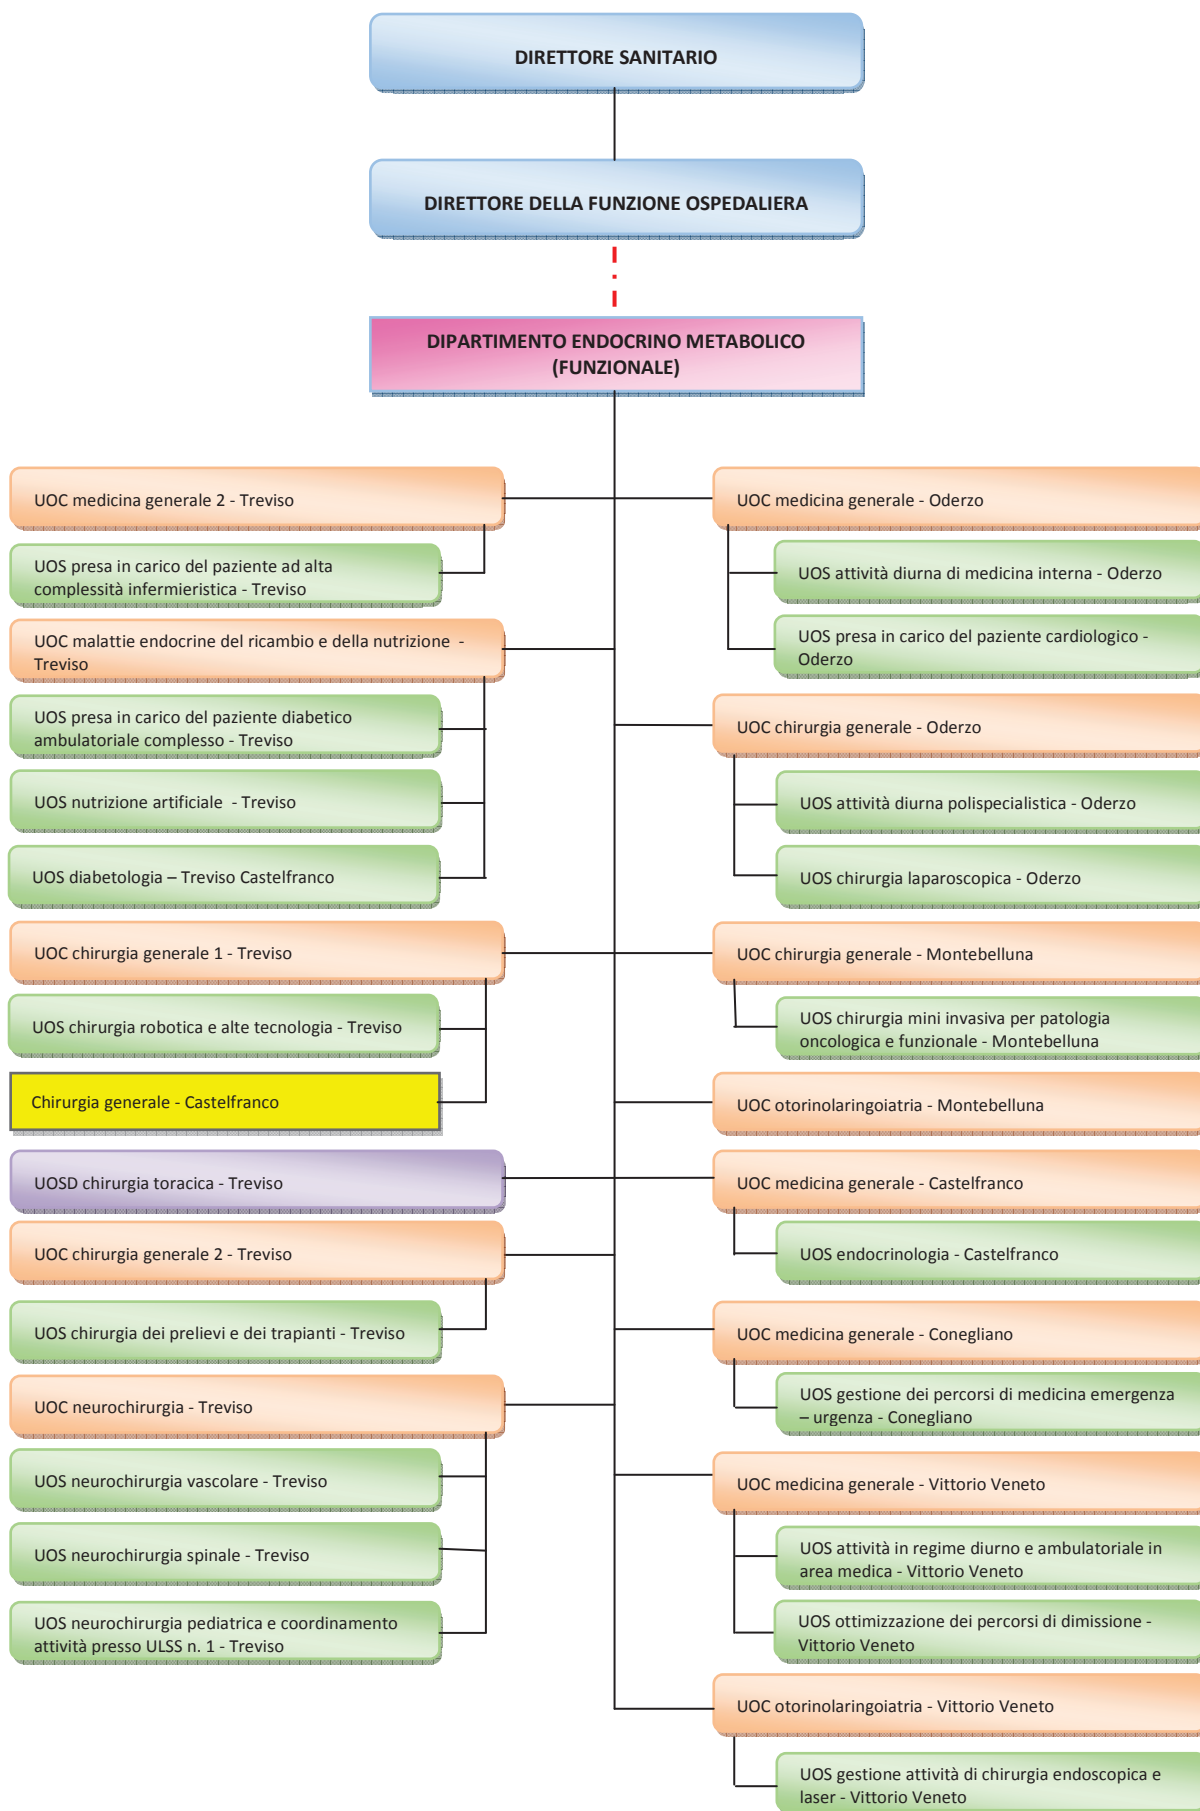 DIRETTORE SANITARIO
DIRETTORE DELLA FUNZIONE OSPEDALIERA
DIPARTIMENTO ENDOCRINO METABOLICO
(FUNZIONALE)
UOC medicina generale 2 - Treviso
UOS presa in carico del paziente ad alta
complessità infermieristica - Treviso
UOC malattie endocrine del ricambio e della nutrizione -
Treviso
UOS presa in carico del paziente diabetico
ambulatoriale complesso - Treviso
UOS nutrizione artificiale - Treviso
UOS diabetologia – Treviso Castelfranco
UOC chirurgia generale 1 - Treviso
UOS chirurgia robotica e alte tecnologia - Treviso
Chirurgia generale - Castelfranco
UOSD chirurgia toracica - Treviso
UOC chirurgia generale 2 - Treviso
UOS chirurgia dei prelievi e dei trapianti - Treviso
UOC neurochirurgia - Treviso
UOS neurochirurgia vascolare - Treviso
UOS neurochirurgia spinale - Treviso
UOS neurochirurgia pediatrica e coordinamento
attività presso ULSS n. 1 - Treviso
UOC medicina generale - Oderzo
UOS attività diurna di medicina interna - Oderzo
UOS presa in carico del paziente cardiologico -
Oderzo
UOC chirurgia generale - Oderzo
UOS attività diurna polispecialistica - Oderzo
UOS chirurgia laparoscopica - Oderzo
UOC chirurgia generale - Montebelluna
UOS chirurgia mini invasiva per patologia
oncologica e funzionale - Montebelluna
UOC otorinolaringoiatria - Montebelluna
UOC medicina generale - Castelfranco
UOS endocrinologia - Castelfranco
UOC medicina generale - Conegliano
UOS gestione dei percorsi di medicina emergenza
– urgenza - Conegliano
UOC medicina generale - Vittorio Veneto
UOS attività in regime diurno e ambulatoriale in
area medica - Vittorio Veneto
UOS ottimizzazione dei percorsi di dimissione -
Vittorio Veneto
UOC otorinolaringoiatria - Vittorio Veneto
UOS gestione attività di chirurgia endoscopica e
laser - Vittorio Veneto